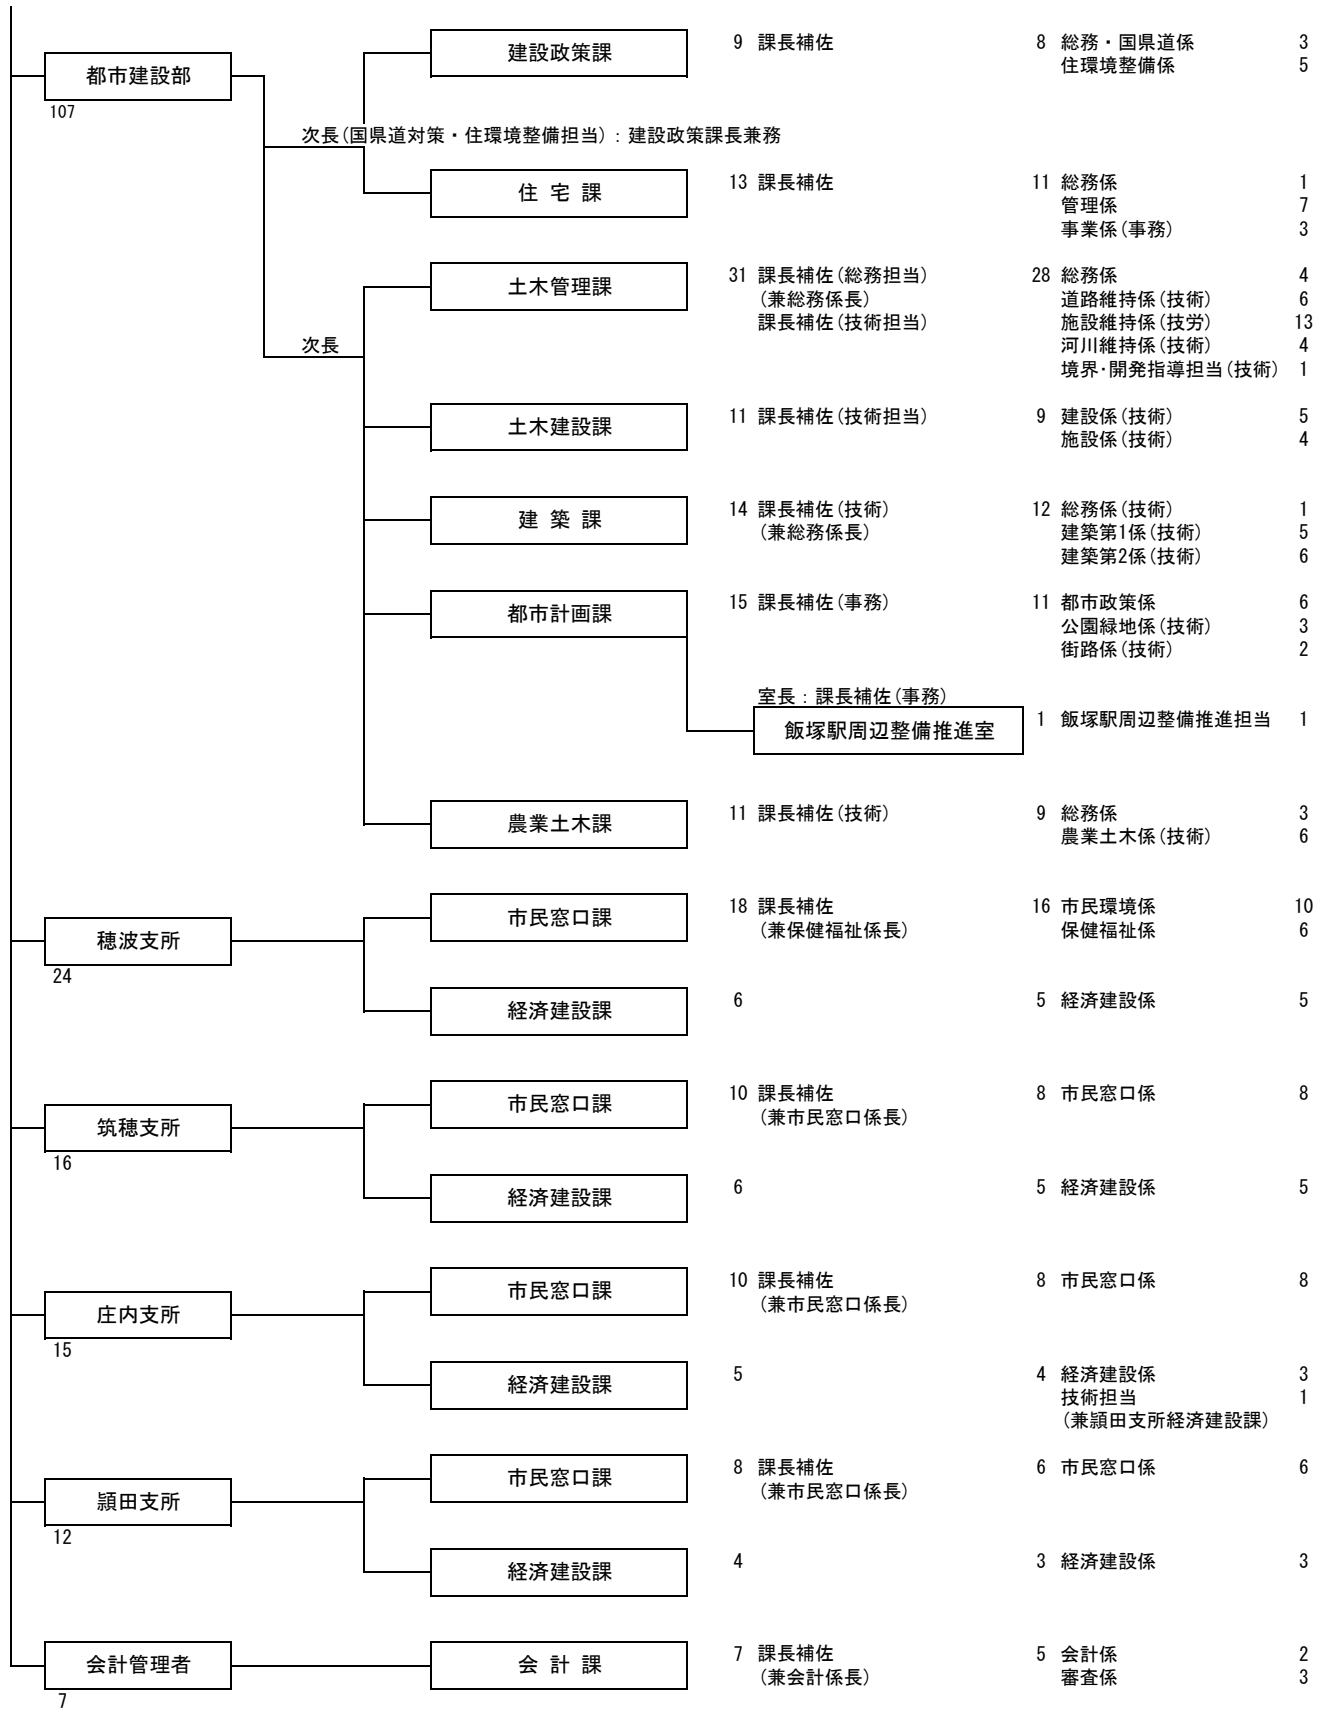 建設政策課 9 課長補佐 8 総務・国県道係 3
都市建設部 住環境整備係 5
107
次長(国県道対策・住環境整備担当):建設政策課長兼務
住 宅 課 13 課長補佐 11 総務係 1
管理係 7
事業係(事務) 3
土木管理課 31 課長補佐(総務担当) 28 総務係 4
(兼総務係長) 道路維持係(技術) 6
課長補佐(技術担当) 施設維持係(技労) 13
次長 河川維持係(技術) 4
境界・開発指導担当(技術) 1
土木建設課 11 課長補佐(技術担当) 9 建設係(技術) 5
施設係(技術) 4
建 築 課 14 課長補佐(技術) 12 総務係(技術) 1
(兼総務係長) 建築第1係(技術) 5
建築第2係(技術) 6
都市計画課 15 課長補佐(事務) 11 都市政策係 6
公園緑地係(技術) 3
街路係(技術) 2
室長:課長補佐(事務)
飯塚駅周辺整備推進室 1 飯塚駅周辺整備推進担当 1
農業土木課 11 課長補佐(技術) 9 総務係 3
農業土木係(技術) 6
市民窓口課 18 課長補佐 16 市民環境係 10
穂波支所 (兼保健福祉係長) 保健福祉係 6
24
経済建設課 6 5 経済建設係 5
市民窓口課 10 課長補佐 8 市民窓口係 8
筑穂支所 (兼市民窓口係長)
16
経済建設課 6 5 経済建設係 5
市民窓口課 10 課長補佐 8 市民窓口係 8
庄内支所 (兼市民窓口係長)
15
経済建設課 5 4 経済建設係 3
技術担当 1
(兼頴田支所経済建設課)
市民窓口課 8 課長補佐 6 市民窓口係 6
頴田支所 (兼市民窓口係長)
12
経済建設課 4 3 経済建設係 3
会計管理者 会 計 課 7 課長補佐 5 会計係 2
(兼会計係長) 審査係 3
7